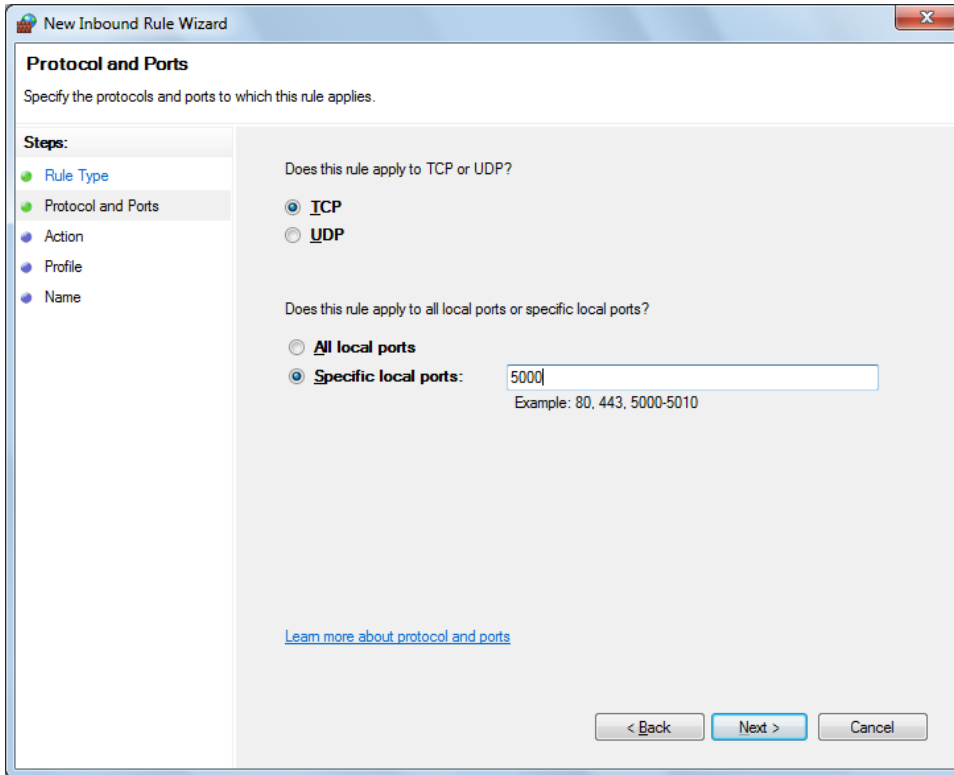 New Inbound Rule Wizard
Protocol and Ports
Specify the protocols and ports to which this rule applies.
Steps:
Rule Type
Protocol and Ports
Action
Profile
Name
Does this rule apply to TCP or UDP?
TCP
UDP
Does this rule apply to all local ports or specific local ports?
All local ports
Specific local ports: 5000
Example: 80, 443, 5000-5010
Learn more about protocol and ports
< Back Next > Cancel